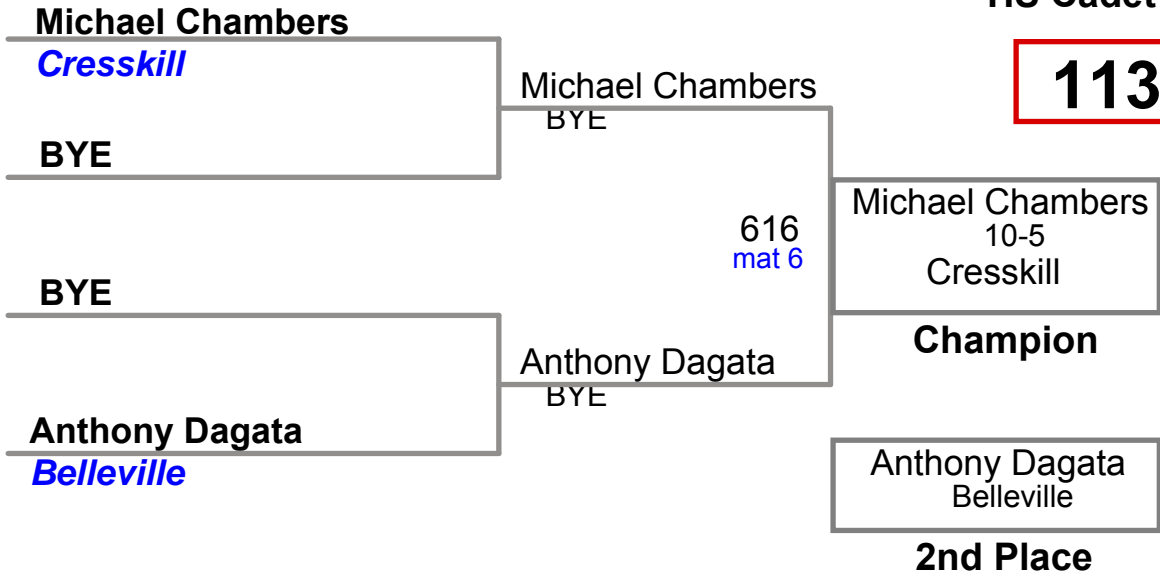 HS Cadet
113
Michael Chambers
Cresskill
BYE
BYE
Anthony Dagata
Belleville
Michael Chambers
BYE
616
mat 6
Anthony Dagata
BYE
Michael Chambers
10-5
Cresskill
Champion
Anthony Dagata
Belleville
2nd Place